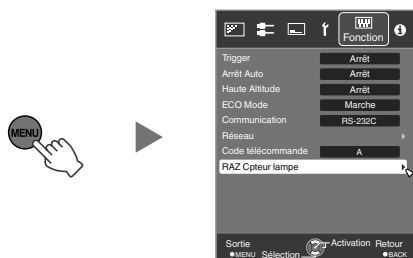 MENU
Fonction
Trigger Arrêt
Arrêt Auto Arrêt
Haute Altitude Arrêt
ECO Mode Marche
Communication RS-232C
Réseau
Code télécommande A
RAZ Cpteur lampe
Sortie Activation Retour
MENU Sélection BACK